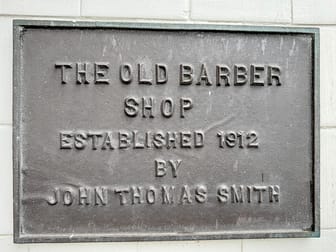 THE OLD BARBER
SHOP
ESTABLISHED 1912
BY
JOHN THOMAS SMITH